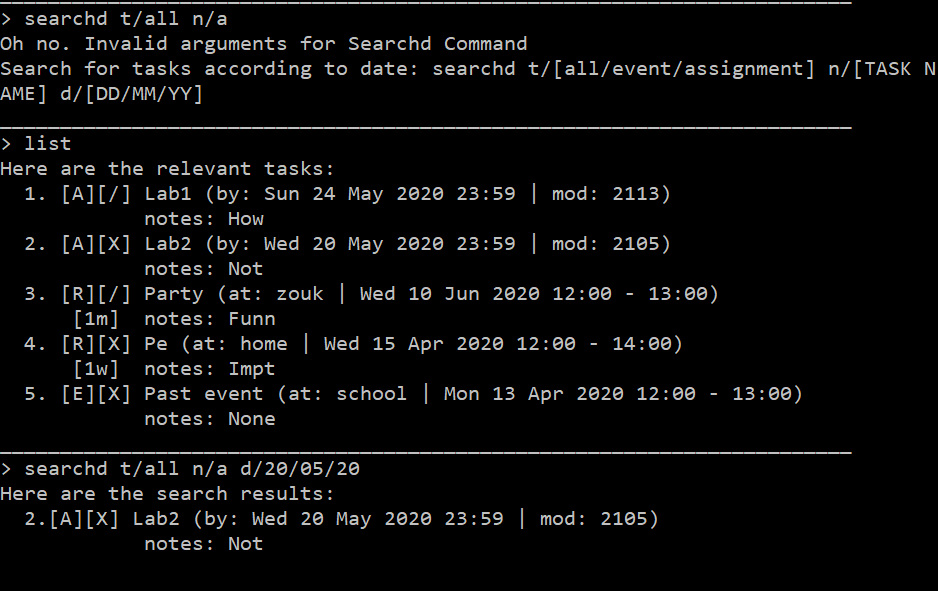 > searchd t/all n/a
Oh no. Invalid arguments for Searchd Command
Search for tasks according to date: searchd t/[all/event/assignment] n/[TASK N
AME] d/[DD/MM/YY]
> list
Here are the relevant tasks:
1. [A][/] Lab1 (by: Sun 24 May 2020 23:59 | mod: 2113)
notes: How
2. [A][X] Lab2 (by: Wed 20 May 2020 23:59 | mod: 2105)
notes: Not
3. [R][/] Party (at: zouk | Wed 10 Jun 2020 12:00 - 13:00)
[1m] notes: Funn
4. [R][X] Pe (at: home | Wed 15 Apr 2020 12:00 - 14:00)
[1w] notes: Impt
5. [E][X] Past event (at: school | Mon 13 Apr 2020 12:00 - 13:00)
notes: None
> searchd t/all n/a d/20/05/20
Here are the search results:
2.[A][X] Lab2 (by: Wed 20 May 2020 23:59 | mod: 2105)
notes: Not